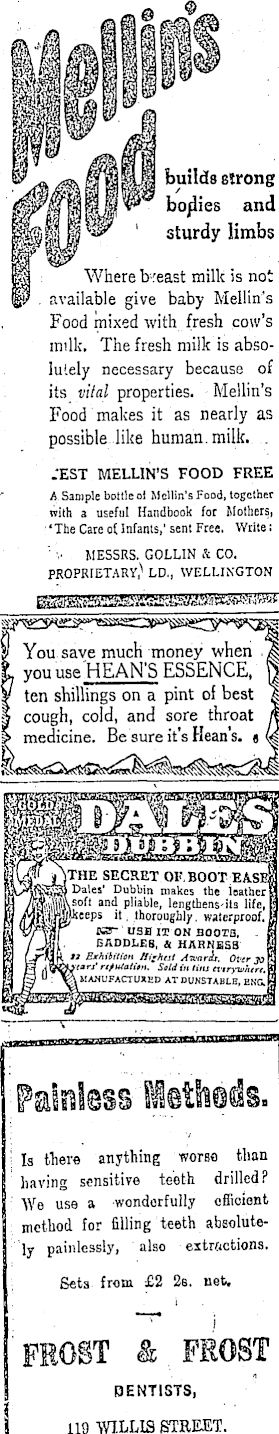 Mellin's
Food
builds strong
bodies and
sturdy limbs
Where breast milk is not
available give baby Mellin's
Food mixed with fresh cow's
milk. The fresh milk is abso-
lutely necessary because of
its vital properties. Mellin's
Food makes it as nearly as
possible like human milk.
TEST MELLIN'S FOOD FREE
A Sample bottle of Mellin's Food, together
with a useful Handbook for Mothers,
'The Care of Infants,' sent Free. Write:
MESSRS. GOLLIN & CO.
PROPRIETARY, LD., WELLINGTON
You save much money when
you use HEAN'S ESSENCE,
ten shillings on a pint of best
cough, cold, and sore throat
medicine. Be sure it's Hean's.
GOLD
MEDAL
DALES
DUBBIN
THE SECRET OF BOOT EASE
Dales' Dubbin makes the leather
soft and pliable, lengthens its life,
keeps it thoroughly waterproof.
☞ USE IT ON BOOTS,
SADDLES, & HARNESS
22 Exhibition Highest Awards. Over 30
years' reputation. Sold in tins everywhere.
MANUFACTURED AT DUNSTABLE, ENG.
Painless Methods.
Is there anything worse than
having sensitive teeth drilled?
We use a wonderfully efficient
method for filling teeth absolute-
ly painlessly, also extractions.
Sets from £2 2s. net.
FROST & FROST
DENTISTS,
119 WILLIS STREET.